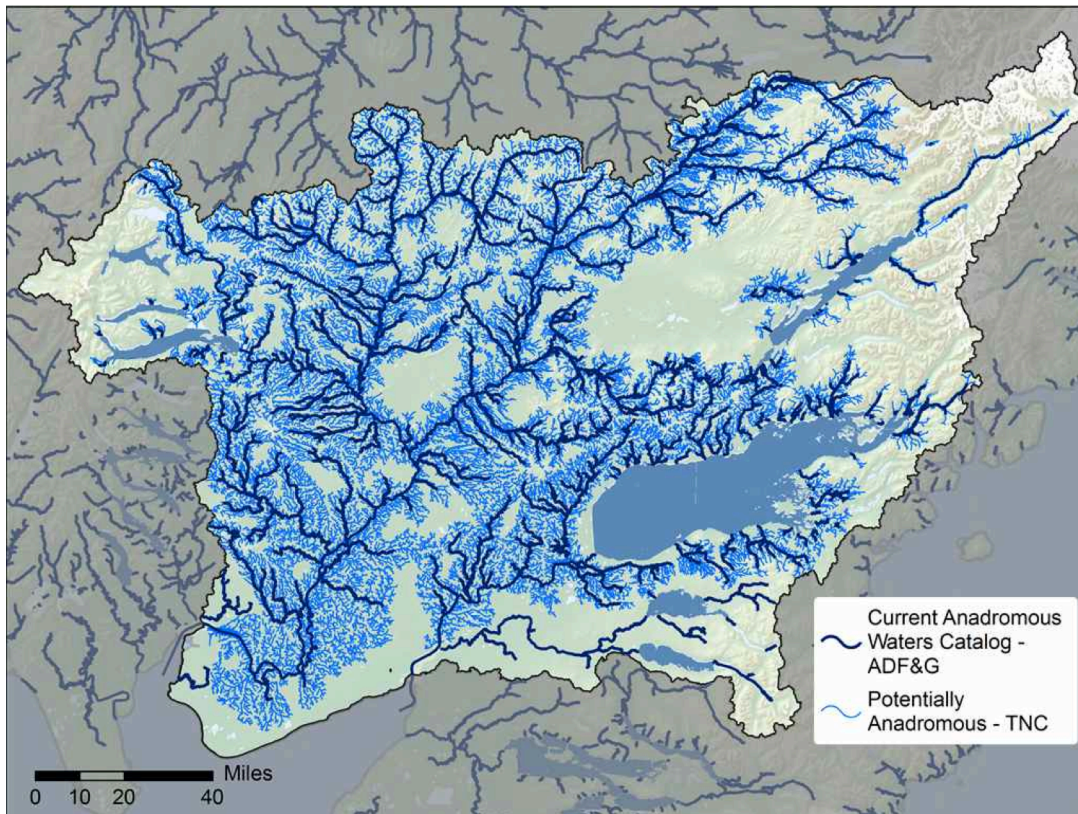 Current Anadromous
Waters Catalog -
ADF&G
Potentially
Anadromous - TNC
Miles
0 10 20 40